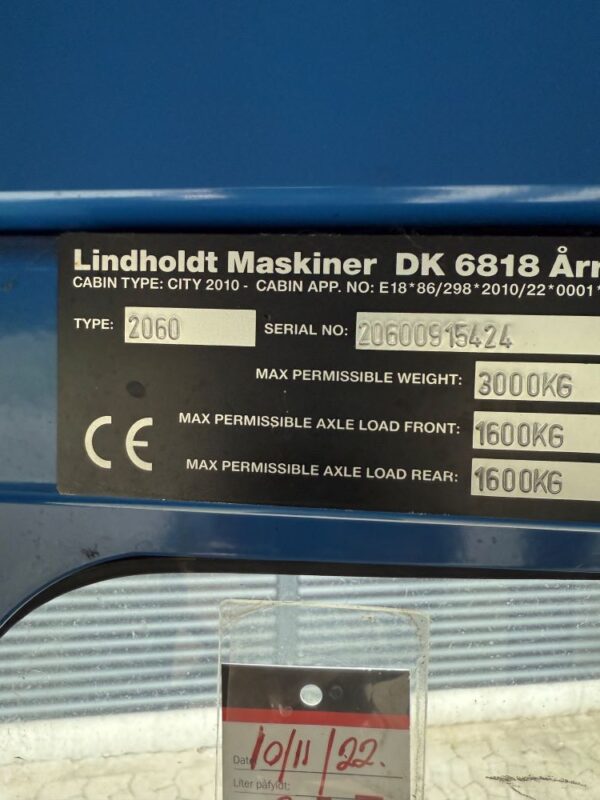 Lindholdt Maskiner DK 6818
CABIN TYPE: CITY 2010 - CABIN APP. NO: E18*86/298*2010/22*0001*
TYPE: 2060 SERIAL NO: 20600915424
MAX PERMISSIBLE WEIGHT: 3000KG
CE MAX PERMISSIBLE AXLE LOAD FRONT: 1600KG
MAX PERMISSIBLE AXLE LOAD REAR: 1600KG
10/11/22.
Liter påfyldt: